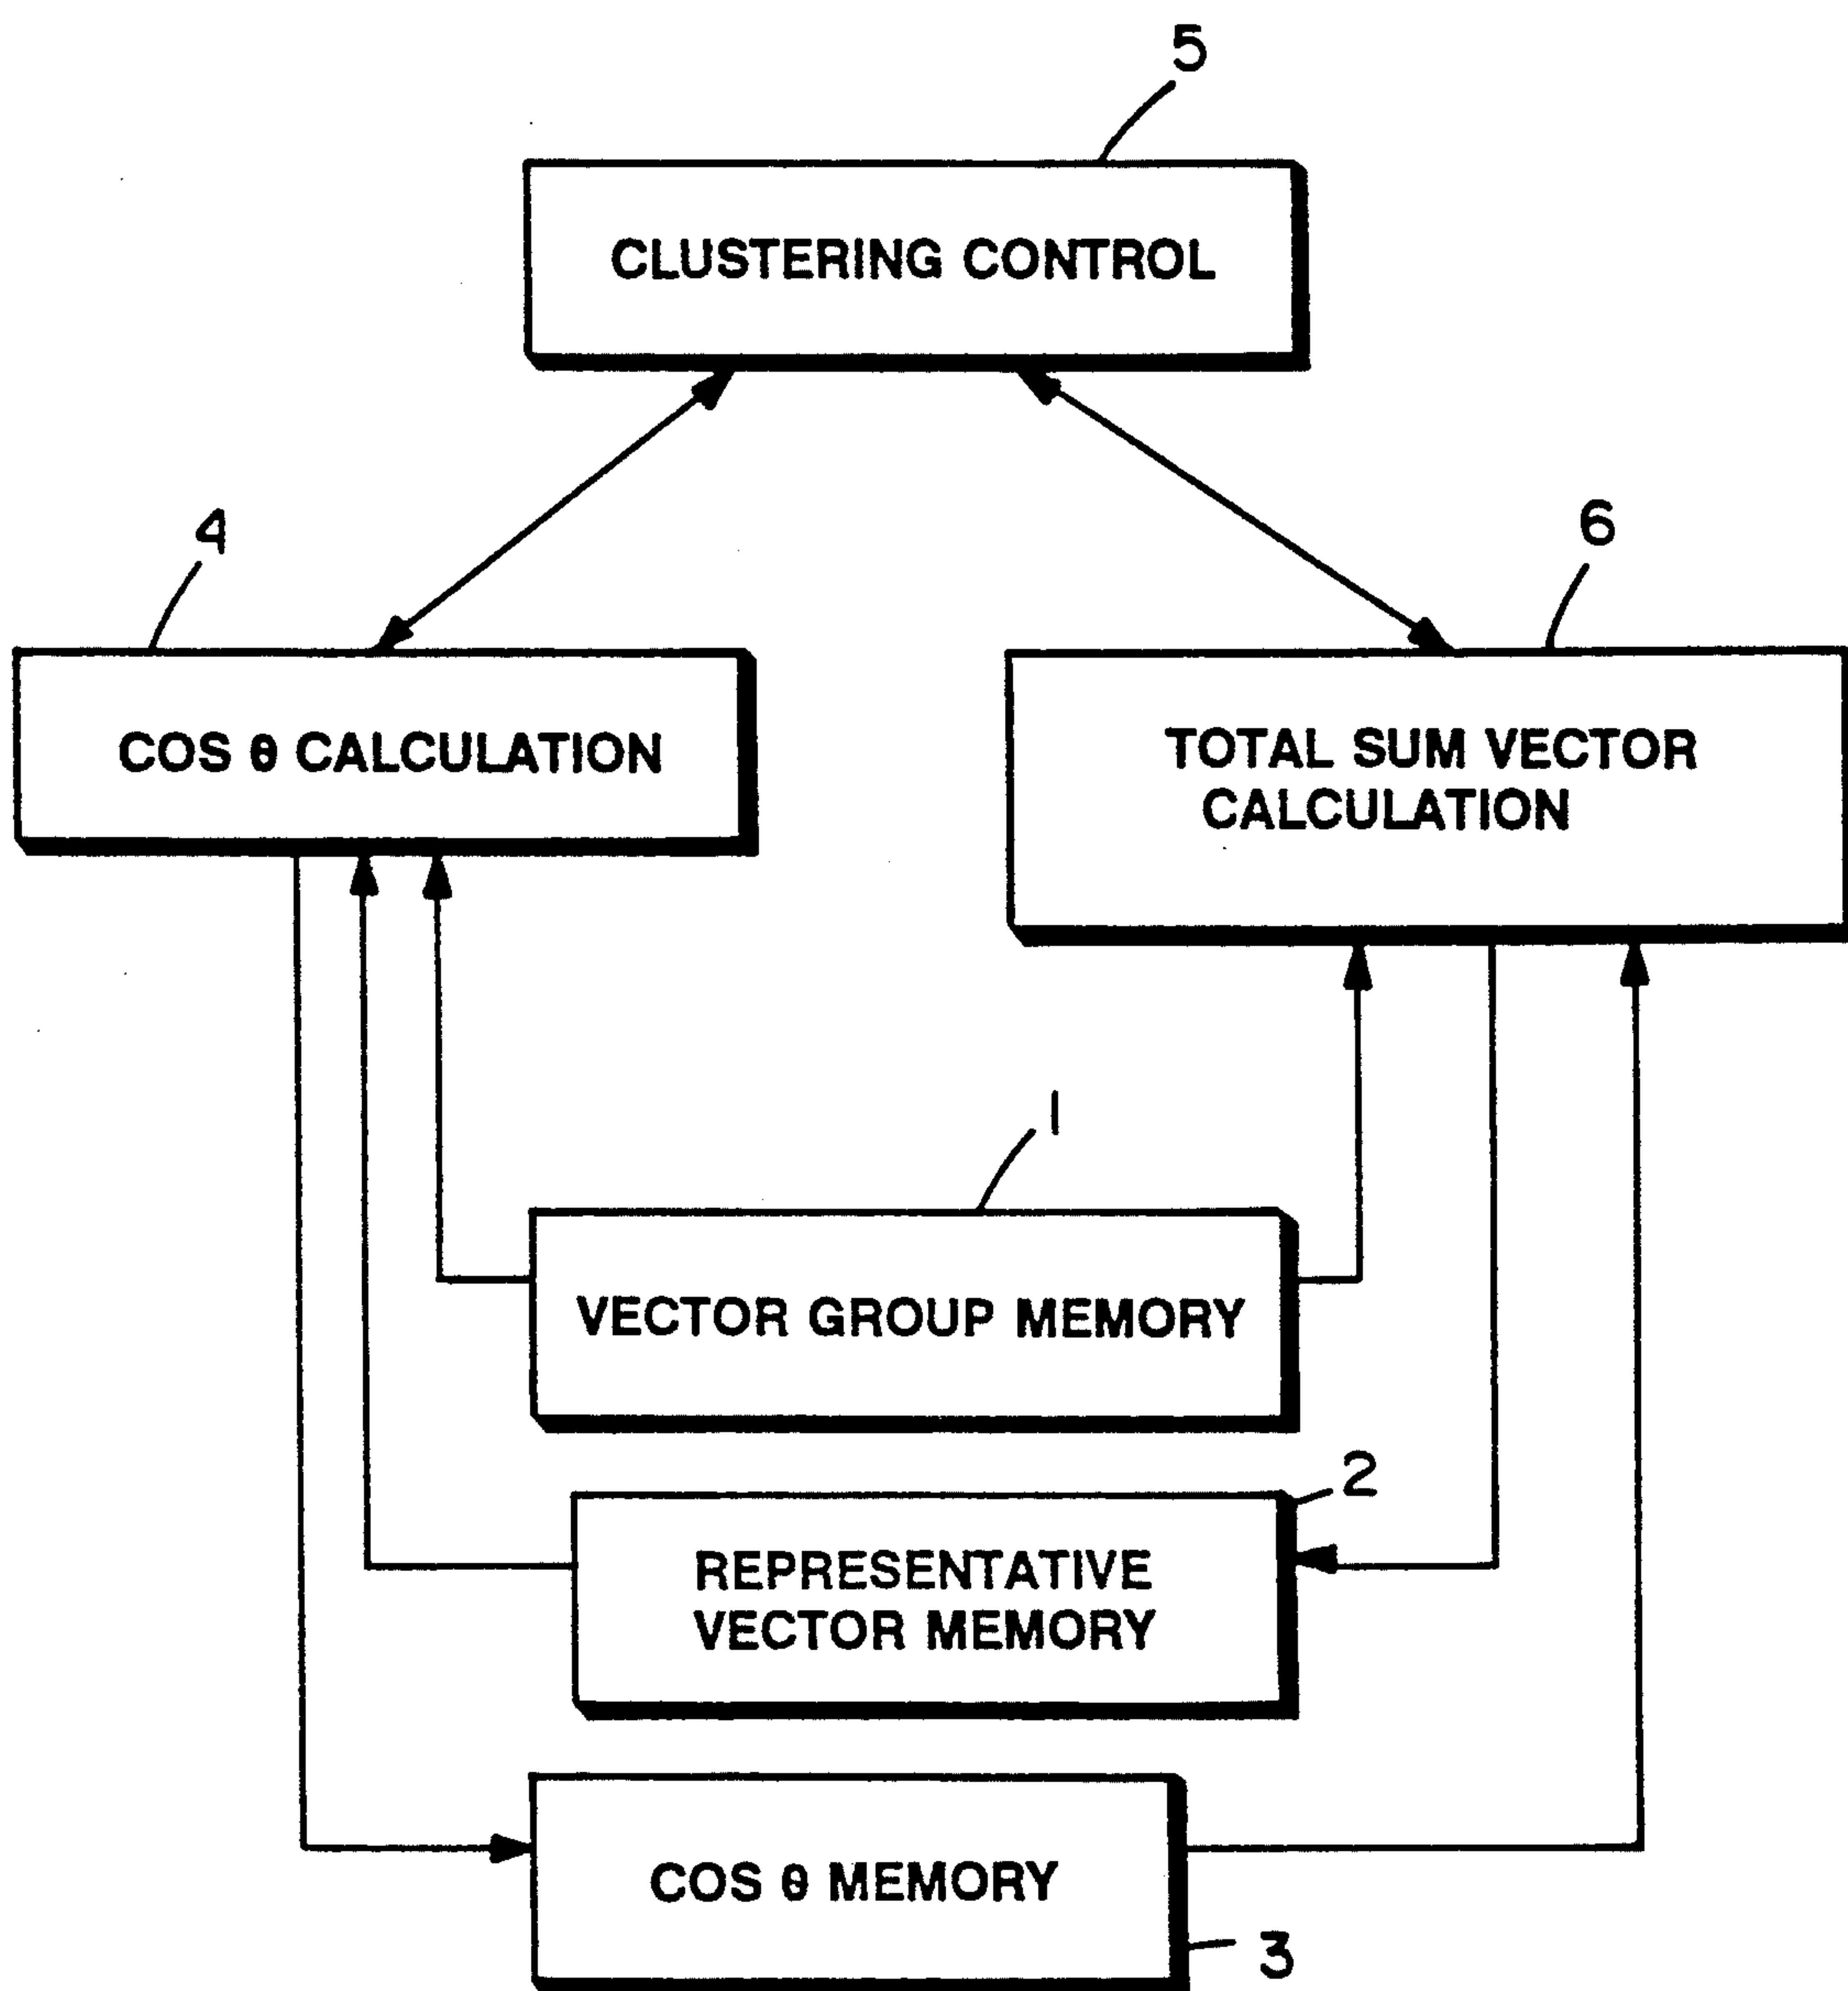 5
CLUSTERING CONTROL
4
6
COS θ CALCULATION
TOTAL SUM VECTOR
CALCULATION
1
VECTOR GROUP MEMORY
2
REPRESENTATIVE
VECTOR MEMORY
COS θ MEMORY
3